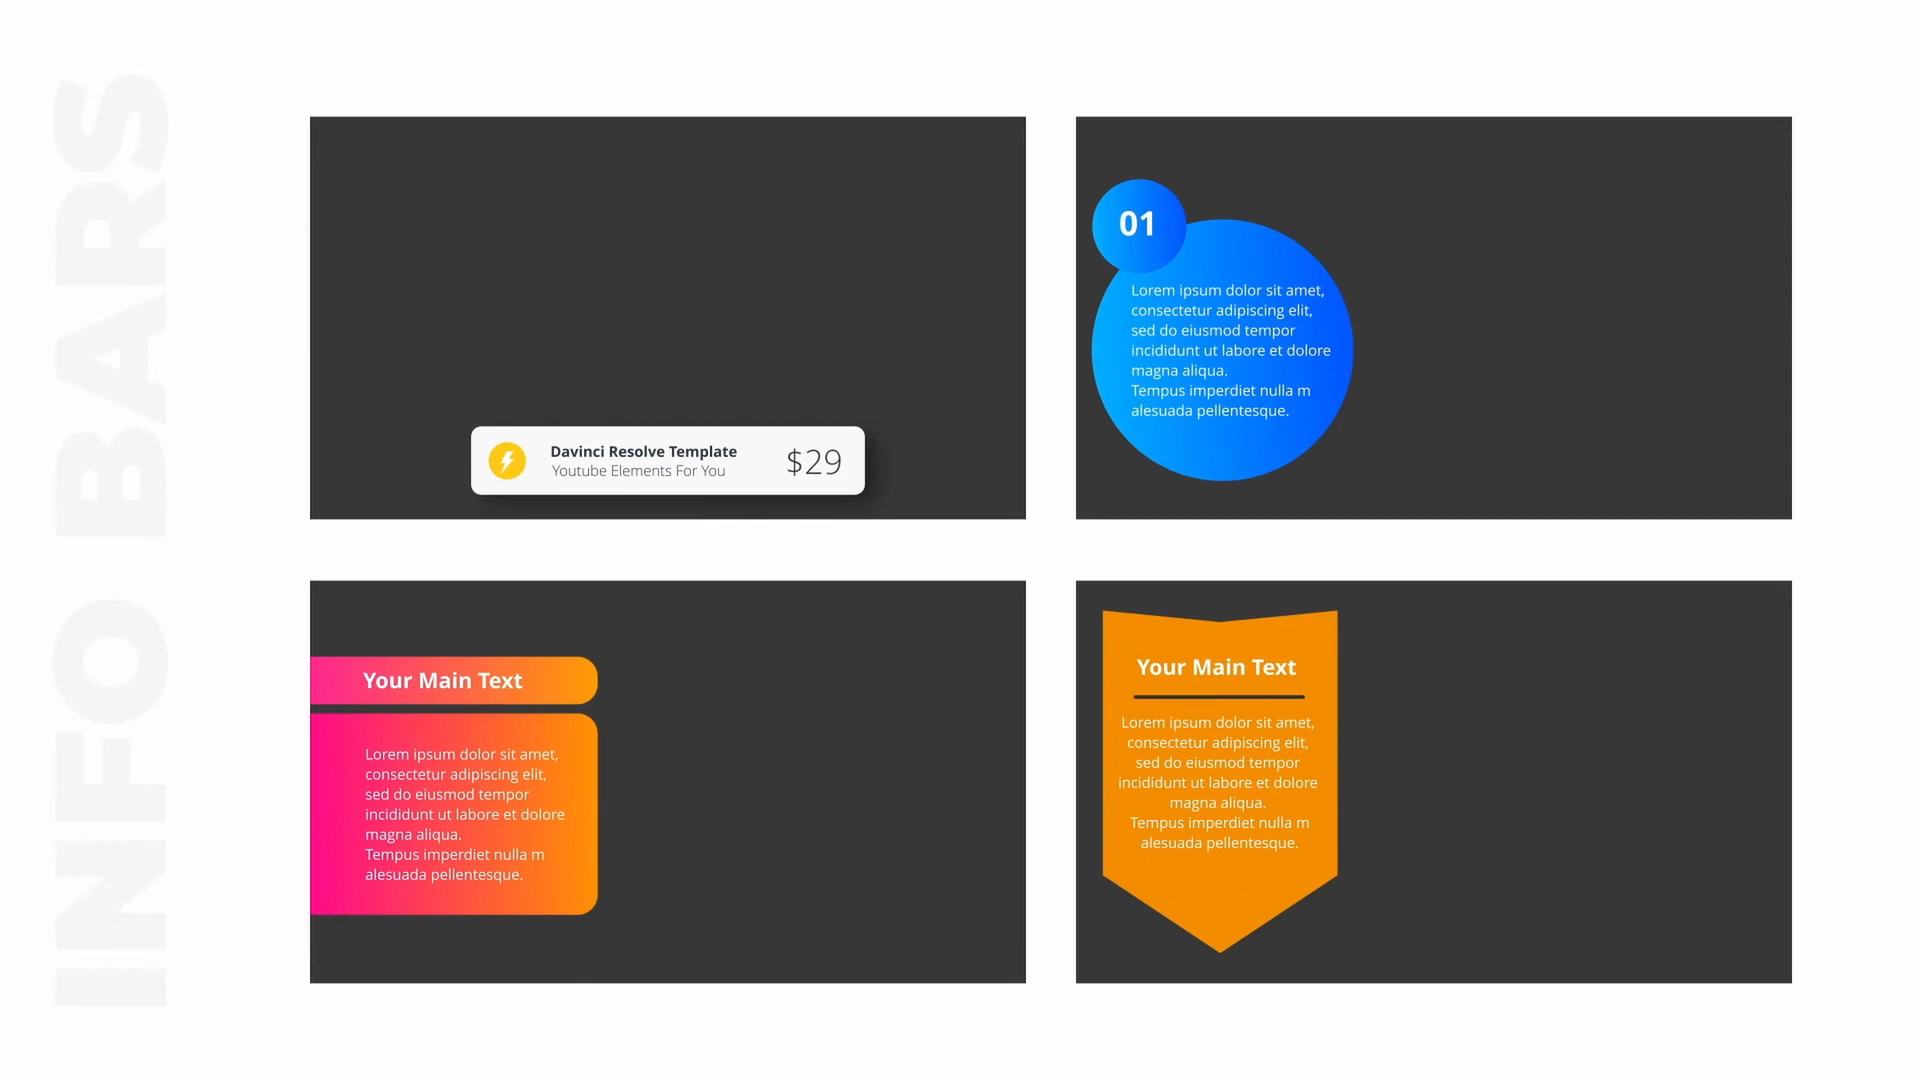 INFO BARS
Davinci Resolve Template
Youtube Elements For You
$29
01
Lorem ipsum dolor sit amet,
consectetur adipiscing elit,
sed do eiusmod tempor
incididunt ut labore et dolore
magna aliqua.
Tempus imperdiet nulla m
alesuada pellentesque.
Your Main Text
Lorem ipsum dolor sit amet,
consectetur adipiscing elit,
sed do eiusmod tempor
incididunt ut labore et dolore
magna aliqua.
Tempus imperdiet nulla m
alesuada pellentesque.
Your Main Text
Lorem ipsum dolor sit amet,
consectetur adipiscing elit,
sed do eiusmod tempor
incididunt ut labore et dolore
magna aliqua.
Tempus imperdiet nulla m
alesuada pellentesque.